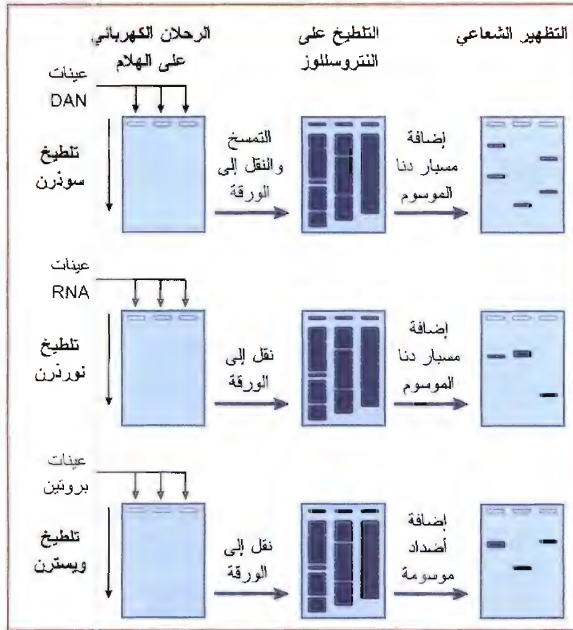 الرحلان الكهربائي
على الهلام
التلطيخ على
النتروسللوز
التظهير الشعاعي
عينات
DAN
تلطيخ
سوذرن
التمسخ
والنقل إلى
الورقة
إضافة
مسبار دنا
الموسوم
عينات
RNA
تلطيخ
نورذرن
نقل إلى
الورقة
إضافة
مسبار دنا
الموسوم
عينات
بروتين
تلطيخ
ويسترن
نقل إلى
الورقة
إضافة
أضداد
موسومة